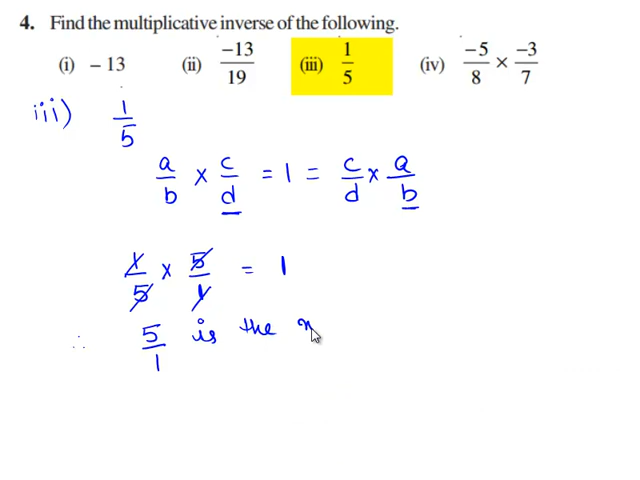 4. Find the multiplicative inverse of the following.
(i) – 13 (ii) −13/19 (iii) 1/5 (iv) −5/8 × −3/7
iii) 1/5
a/b × c/d = 1 = c/d × a/b
1/5 × 5/1 = 1
∴ 5/1 is the